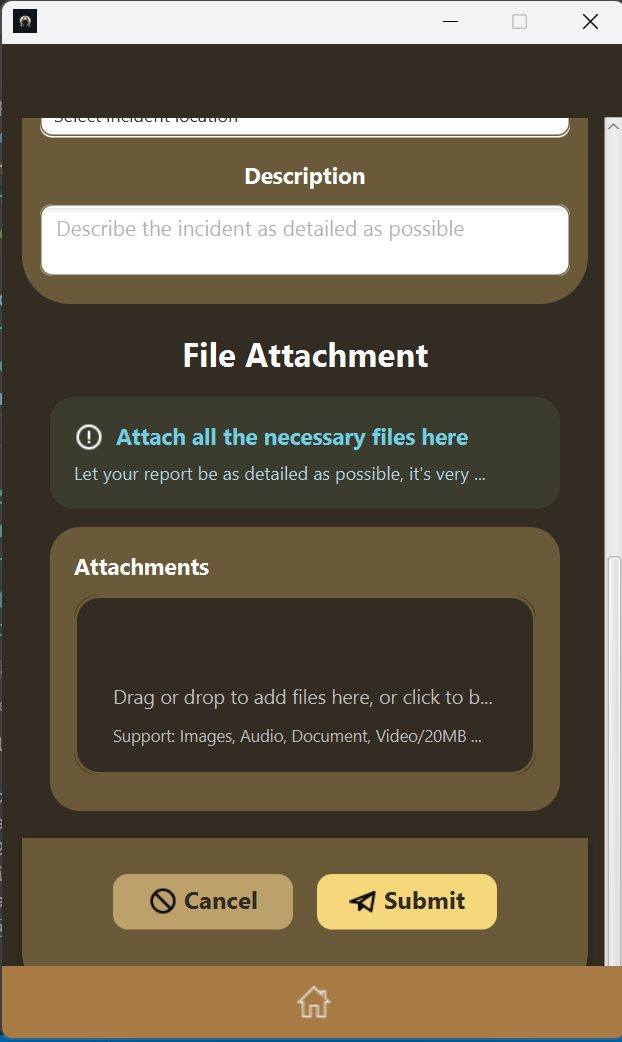 Select incident location
Description
Describe the incident as detailed as possible
File Attachment
Attach all the necessary files here
Let your report be as detailed as possible, it's very ...
Attachments
Drag or drop to add files here, or click to b...
Support: Images, Audio, Document, Video/20MB ...
Cancel
Submit